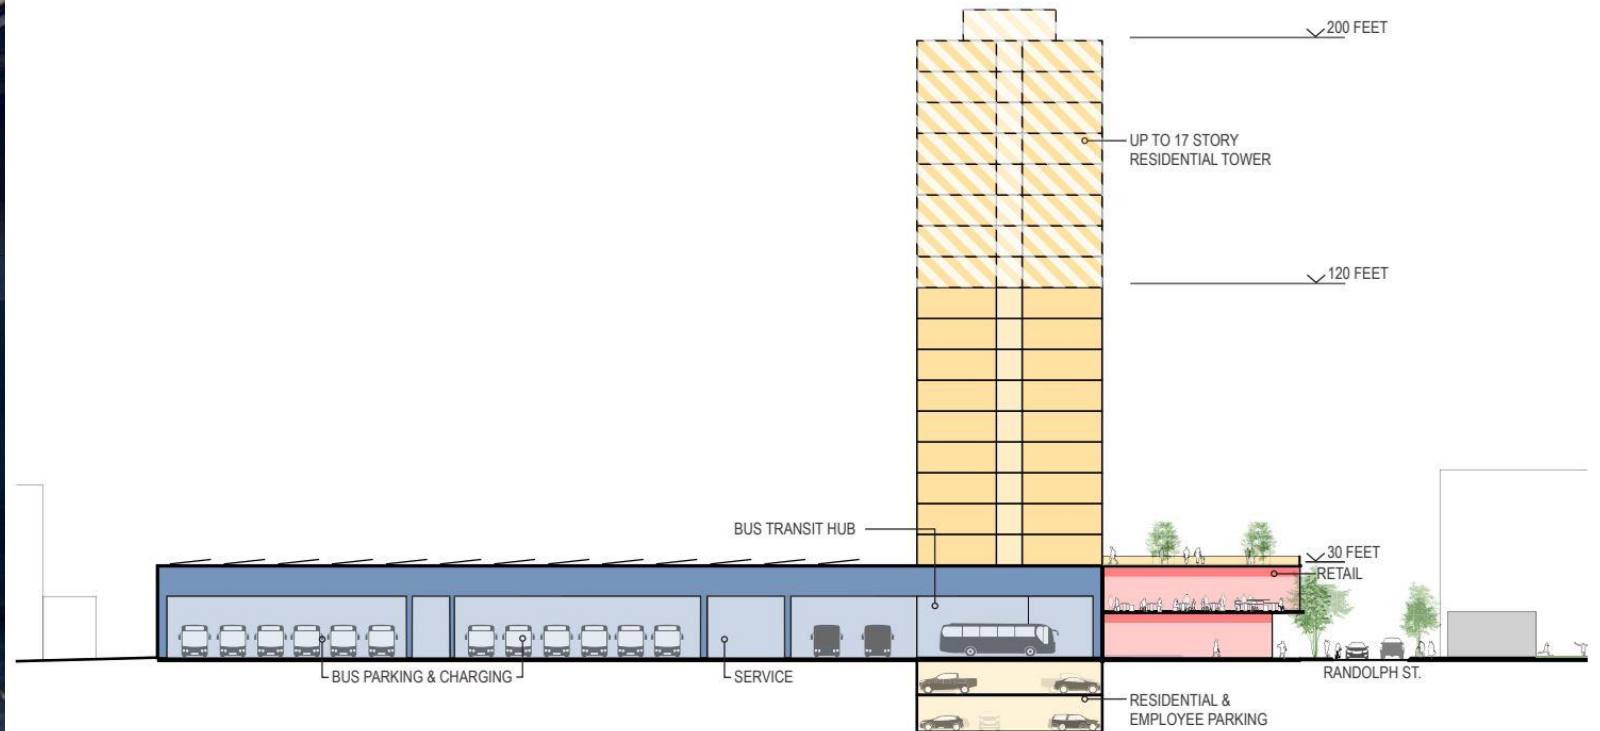 200 FEET
UP TO 17 STORY
RESIDENTIAL TOWER
120 FEET
BUS TRANSIT HUB
30 FEET
RETAIL
BUS PARKING & CHARGING
SERVICE
RANDOLPH ST.
RESIDENTIAL &
EMPLOYEE PARKING